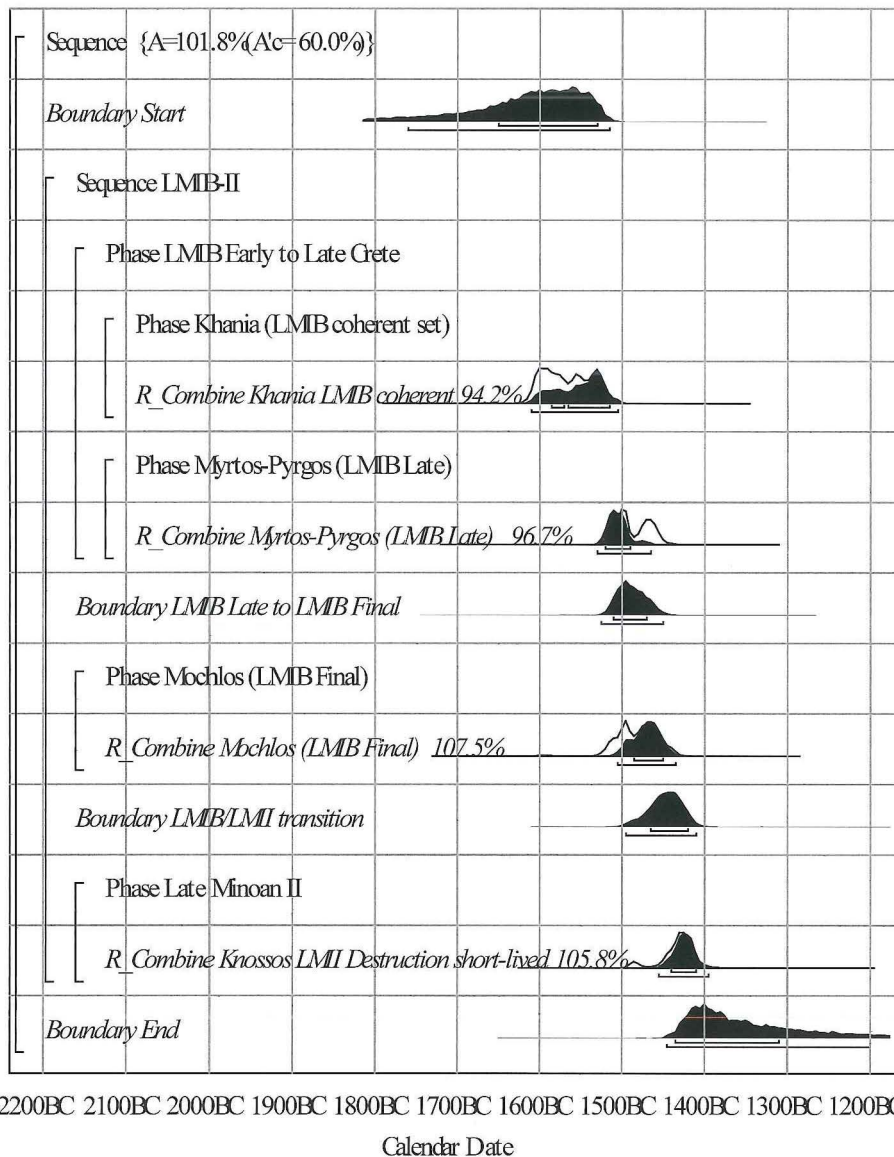 Sequence {A=101.8%(A'c=60.0%)}
Boundary Start
Sequence LMIB-II
Phase LMIB Early to Late Crete
Phase Khania (LMIB coherent set)
R_Combine Khania LMIB coherent 94.2%
Phase Myrtos-Pyrgos (LMIB Late)
R_Combine Myrtos-Pyrgos (LMIB Late) 96.7%
Boundary LMIB Late to LMIB Final
Phase Mochlos (LMIB Final)
R_Combine Mochlos (LMIB Final) 107.5%
Boundary LMIB/LMII transition
Phase Late Minoan II
R_Combine Knossos LMII Destruction short-lived 105.8%
Boundary End
2200BC 2100BC 2000BC 1900BC 1800BC 1700BC 1600BC 1500BC 1400BC 1300BC 1200BC
Calendar Date